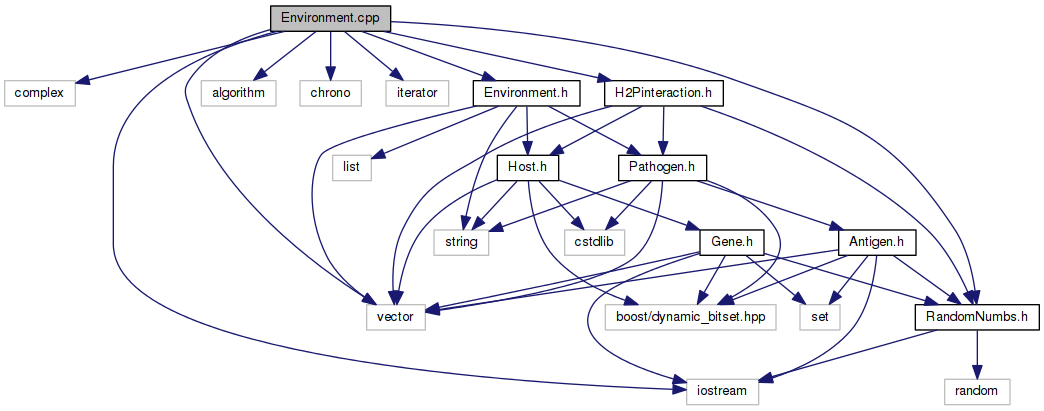 Environment.cpp
complex
algorithm
chrono
iterator
Environment.h
H2Pinteraction.h
list
Host.h
Pathogen.h
string
cstdlib
Gene.h
Antigen.h
vector
boost/dynamic_bitset.hpp
set
RandomNumbs.h
iostream
random